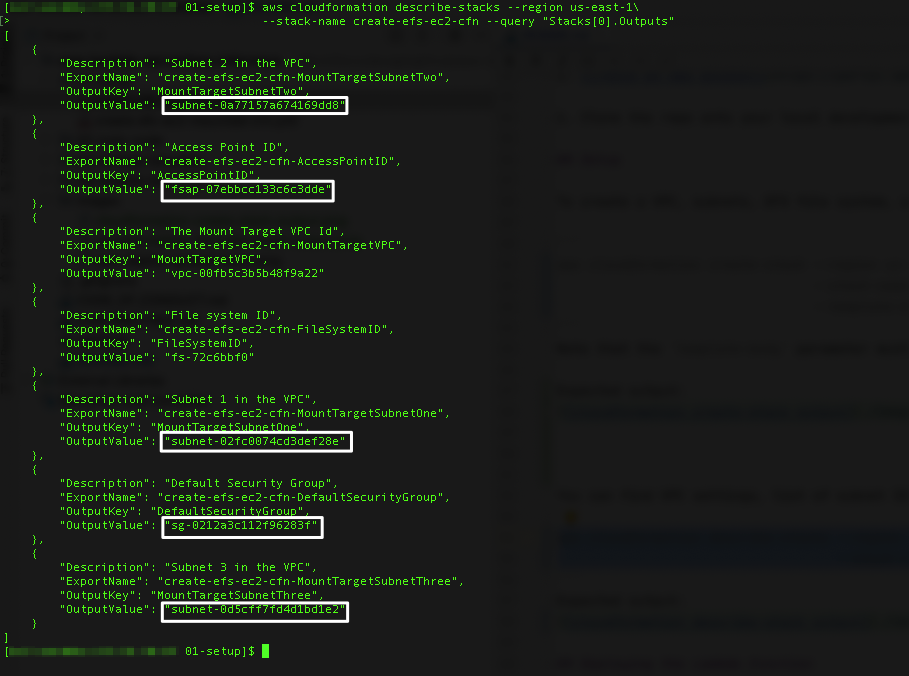 [ 01-setup]$ aws cloudformation describe-stacks --region us-east-1\
[> --stack-name create-efs-ec2-cfn --query "Stacks[0].Outputs"
[
{
"Description": "Subnet 2 in the VPC",
"ExportName": "create-efs-ec2-cfn-MountTargetSubnetTwo",
"OutputKey": "MountTargetSubnetTwo",
"OutputValue": "subnet-0a77157a674169dd8"
},
{
"Description": "Access Point ID",
"ExportName": "create-efs-ec2-cfn-AccessPointID",
"OutputKey": "AccessPointID",
"OutputValue": "fsap-07ebbcc133c6c3dde"
},
{
"Description": "The Mount Target VPC Id",
"ExportName": "create-efs-ec2-cfn-MountTargetVPC",
"OutputKey": "MountTargetVPC",
"OutputValue": "vpc-00fb5c3b5b48f9a22"
},
{
"Description": "File system ID",
"ExportName": "create-efs-ec2-cfn-FileSystemID",
"OutputKey": "FileSystemID",
"OutputValue": "fs-72c6bbf0"
},
{
"Description": "Subnet 1 in the VPC",
"ExportName": "create-efs-ec2-cfn-MountTargetSubnetOne",
"OutputKey": "MountTargetSubnetOne",
"OutputValue": "subnet-02fc0074cd3def28e"
},
{
"Description": "Default Security Group",
"ExportName": "create-efs-ec2-cfn-DefaultSecurityGroup",
"OutputKey": "DefaultSecurityGroup",
"OutputValue": "sg-0212a3c112f96283f"
},
{
"Description": "Subnet 3 in the VPC",
"ExportName": "create-efs-ec2-cfn-MountTargetSubnetThree",
"OutputKey": "MountTargetSubnetThree",
"OutputValue": "subnet-0d5cff7fd4d1bd1e2"
}
]
[ 01-setup]$